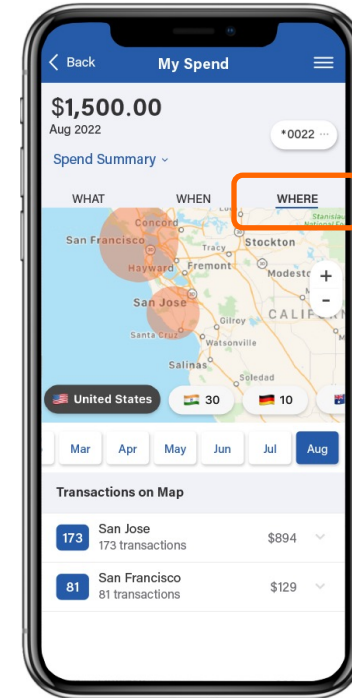 Back
My Spend
$1,500.00
Aug 2022
*0022 ...
Spend Summary
WHAT
WHEN
WHERE
Concord
San Francisco
Tracy
Stockton
Hayward
Fremont
Modesto
+
San Jose
-
Gilroy
Santa Cruz
Watsonville
Salinas
Soledad
United States
30
10
Mar
Apr
May
Jun
Jul
Aug
Transactions on Map
173
San Jose
173 transactions
$894
81
San Francisco
81 transactions
$129